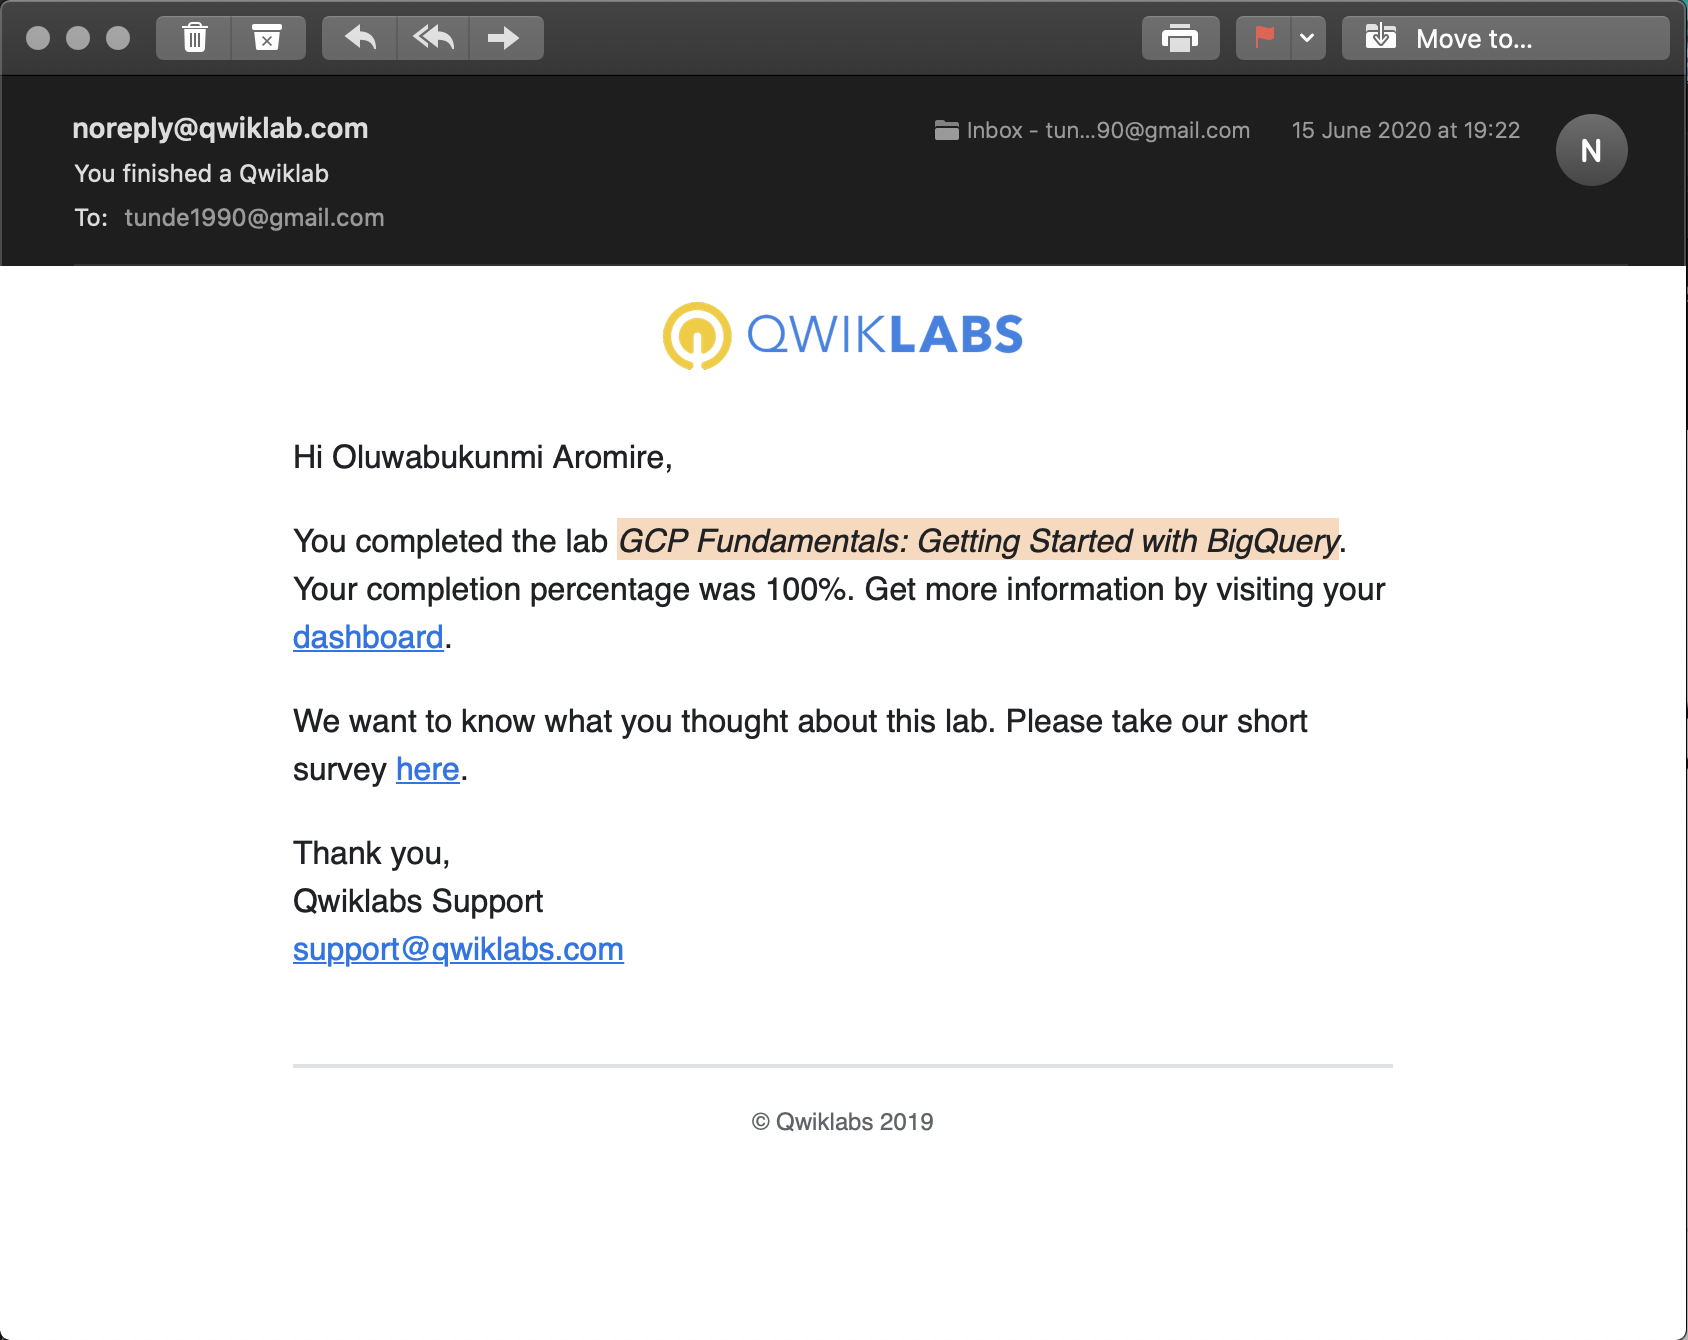 Move to...
noreply@qwiklab.com
Inbox - tun...90@gmail.com
15 June 2020 at 19:22
N
You finished a Qwiklab
To: tunde1990@gmail.com
QWIKLABS
Hi Oluwabukunmi Aromire,
You completed the lab GCP Fundamentals: Getting Started with BigQuery.
Your completion percentage was 100%. Get more information by visiting your
dashboard.
We want to know what you thought about this lab. Please take our short
survey here.
Thank you,
Qwiklabs Support
support@qwiklabs.com
© Qwiklabs 2019